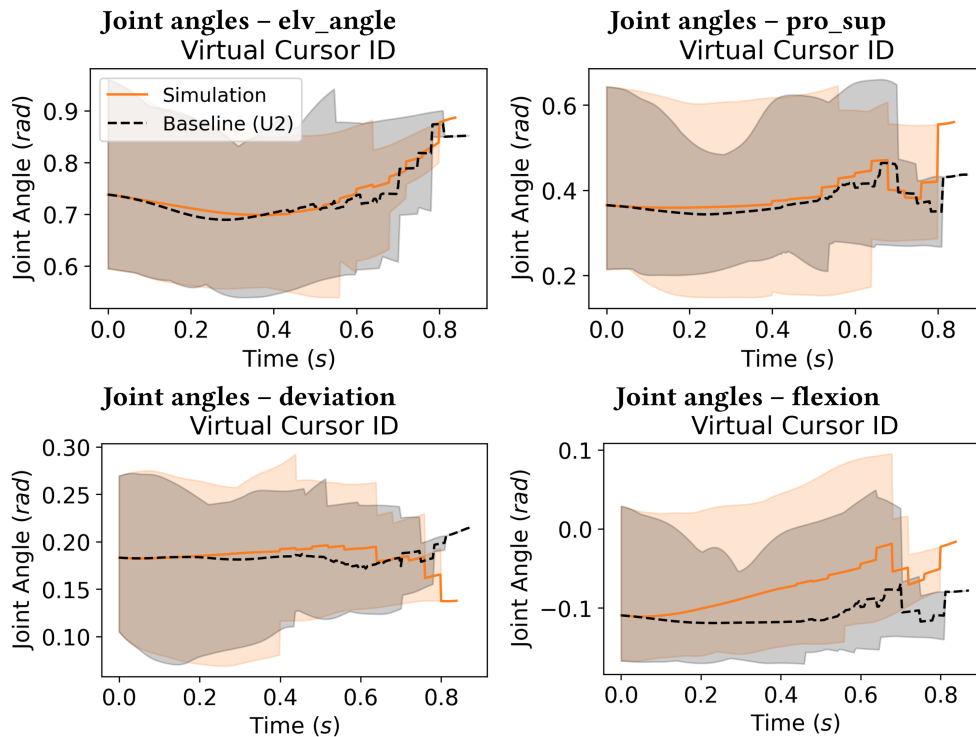 Joint angles – elv_angle
Virtual Cursor ID
Joint Angle (rad)
0.9
0.8
0.7
0.6
Simulation
Baseline (U2)
0.0 0.2 0.4 0.6 0.8
Time (s)
Joint angles – pro_sup
Virtual Cursor ID
Joint Angle (rad)
0.6
0.4
0.2
0.0 0.2 0.4 0.6 0.8
Time (s)
Joint angles – deviation
Virtual Cursor ID
Joint Angle (rad)
0.30
0.25
0.20
0.15
0.10
0.0 0.2 0.4 0.6 0.8
Time (s)
Joint angles – flexion
Virtual Cursor ID
Joint Angle (rad)
0.1
0.0
−0.1
0.0 0.2 0.4 0.6 0.8
Time (s)